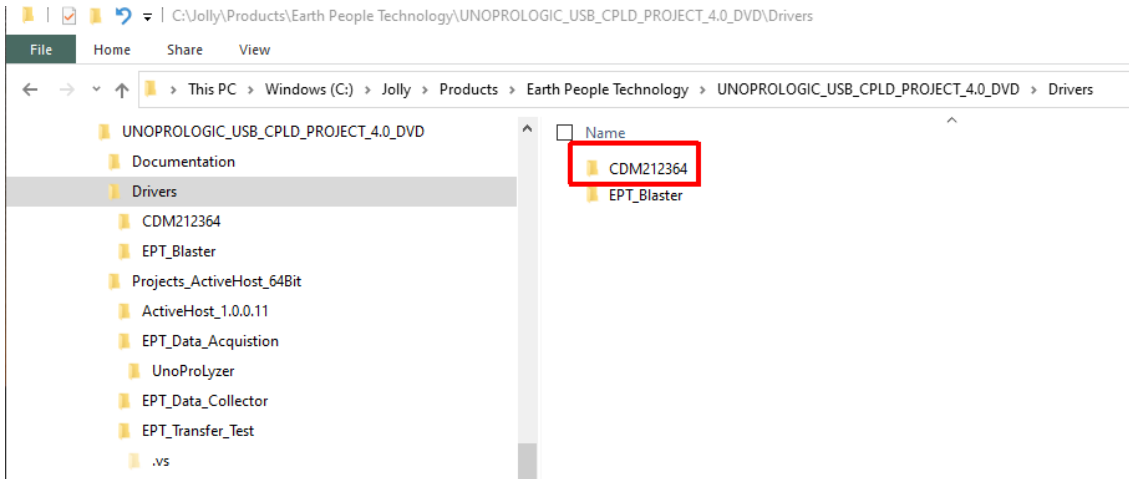 C:\Jolly\Products\Earth People Technology\UNOPROLOGIC_USB_CPLD_PROJECT_4.0_DVD\Drivers
File Home Share View
This PC > Windows (C:) > Jolly > Products > Earth People Technology > UNOPROLOGIC_USB_CPLD_PROJECT_4.0_DVD > Drivers
UNOPROLOGIC_USB_CPLD_PROJECT_4.0_DVD
Documentation
Drivers
CDM212364
EPT_Blaster
Projects_ActiveHost_64Bit
ActiveHost_1.0.0.11
EPT_Data_Acquistion
UnoProLyzer
EPT_Data_Collector
EPT_Transfer_Test
.vs
Name
CDM212364
EPT_Blaster